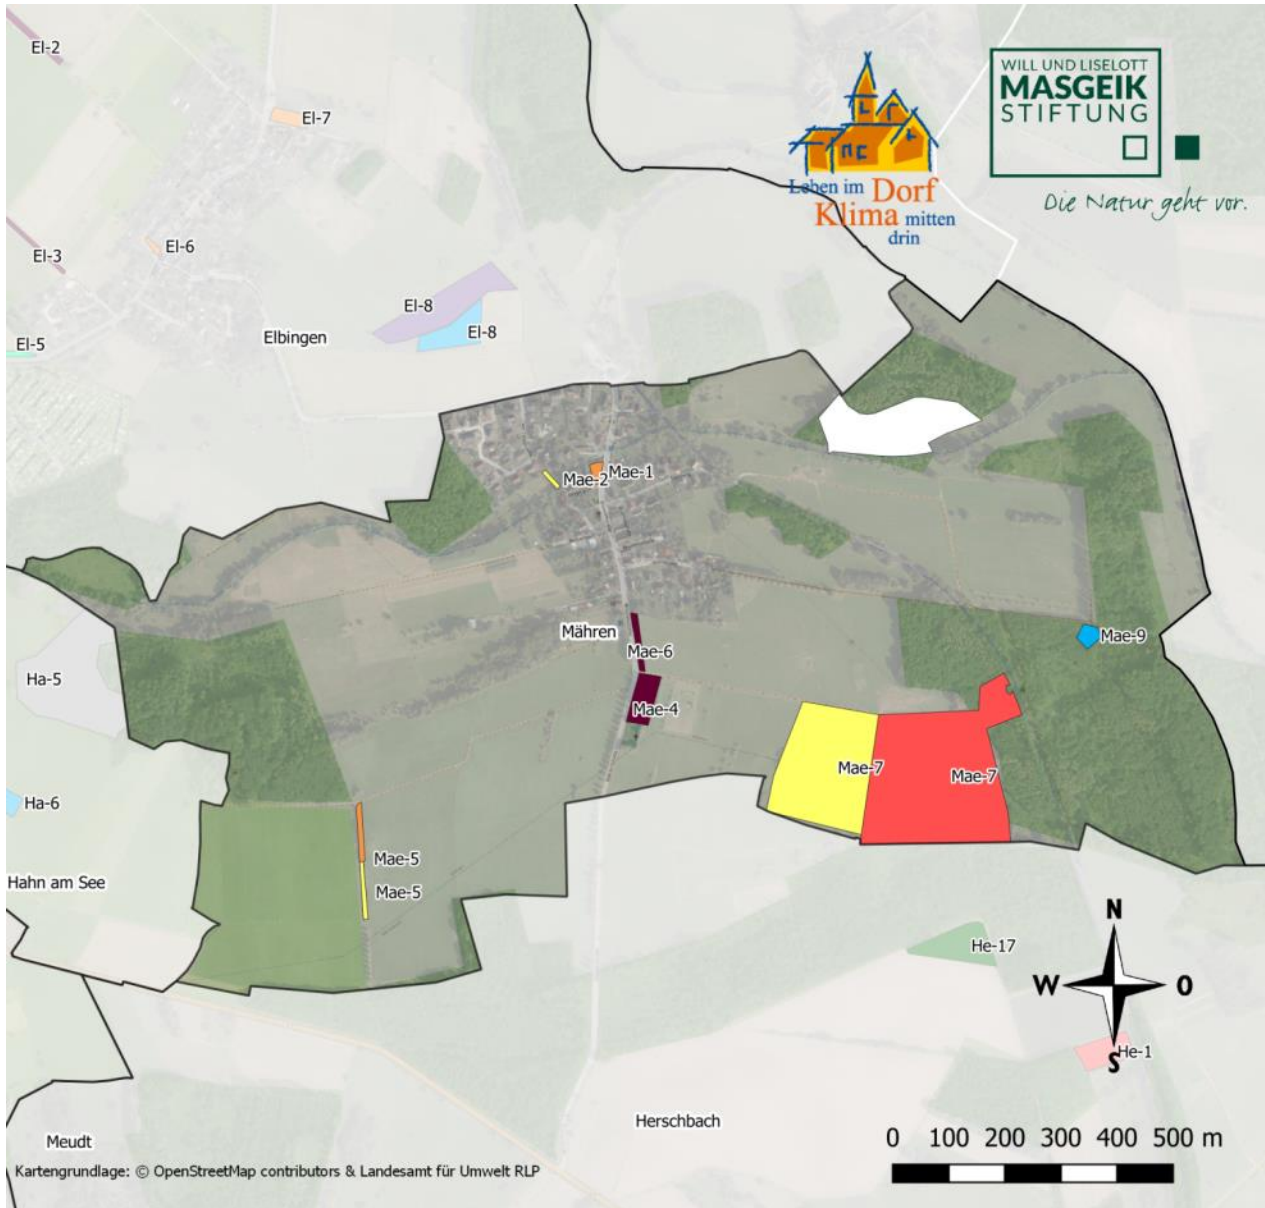 El-2
WILL UND LISELOTT
MASGEIK
STIFTUNG
El-7
Leben im Dorf
Klima mitten
drin
Die Natur geht vor.
El-6
El-3
El-8
El-8
El-5
Elbingen
Mae-1
Mae-2
Mähren
Mae-9
Mae-6
Ha-5
Mae-4
Mae-7
Mae-7
Ha-6
Mae-5
Hahn am See
Mae-5
N
He-17
W O
He-1
S
Herschbach
Meudt
0 100 200 300 400 500 m
Kartengrundlage: © OpenStreetMap contributors & Landesamt für Umwelt RLP